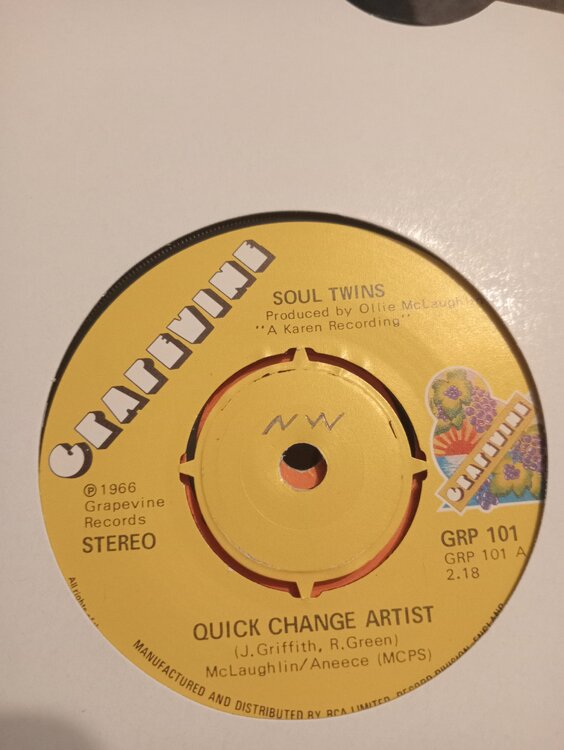 GRAPEVINE
SOUL TWINS
Produced by Ollie McLaughlin
"A Karen Recording"
NW
GRAPEVINE
℗ 1966
Grapevine
Records
STEREO
GRP 101
GRP 101 A
2.18
QUICK CHANGE ARTIST
(J.Griffith, R.Green)
McLaughlin/Aneece (MCPS)
All rights
MANUFACTURED AND DISTRIBUTED BY RCA LIMITED, RECORD DIVISION, ENGLAND